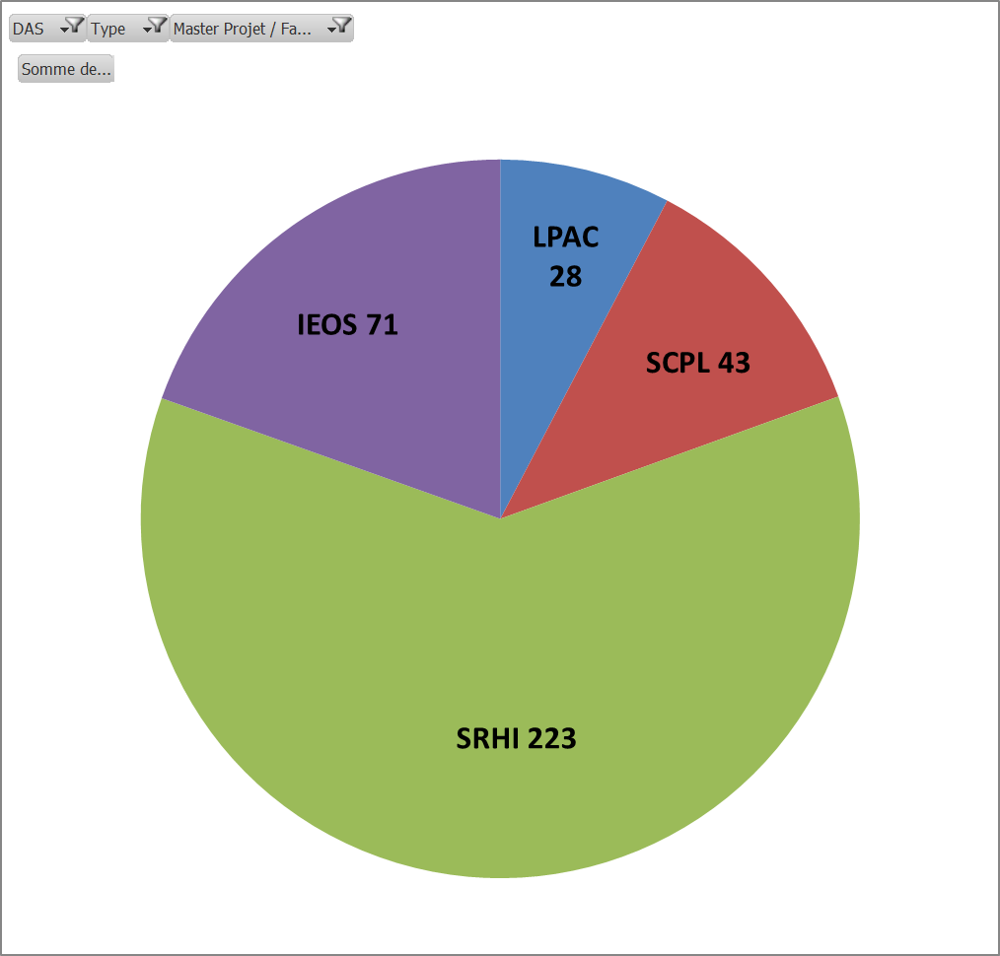 DAS Type Master Projet / Fa...
Somme de...
LPAC
28
IEOS 71
SCPL 43
SRHI 223